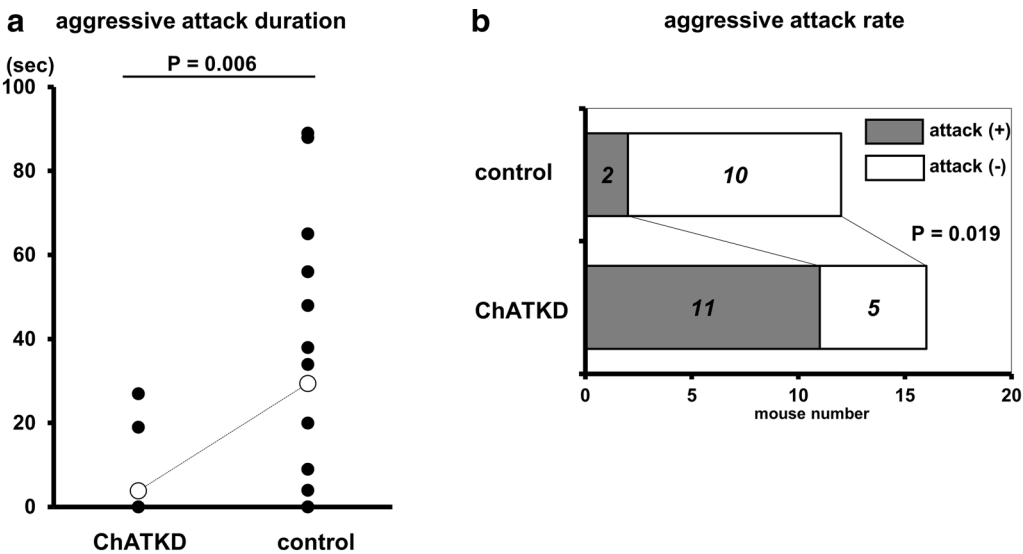 a aggressive attack duration
(sec)
P = 0.006
100
80
60
40
20
0
ChATKD control
b aggressive attack rate
attack (+)
attack (-)
control
2 10
P = 0.019
ChATKD
11 5
0 5 10 15 20
mouse number